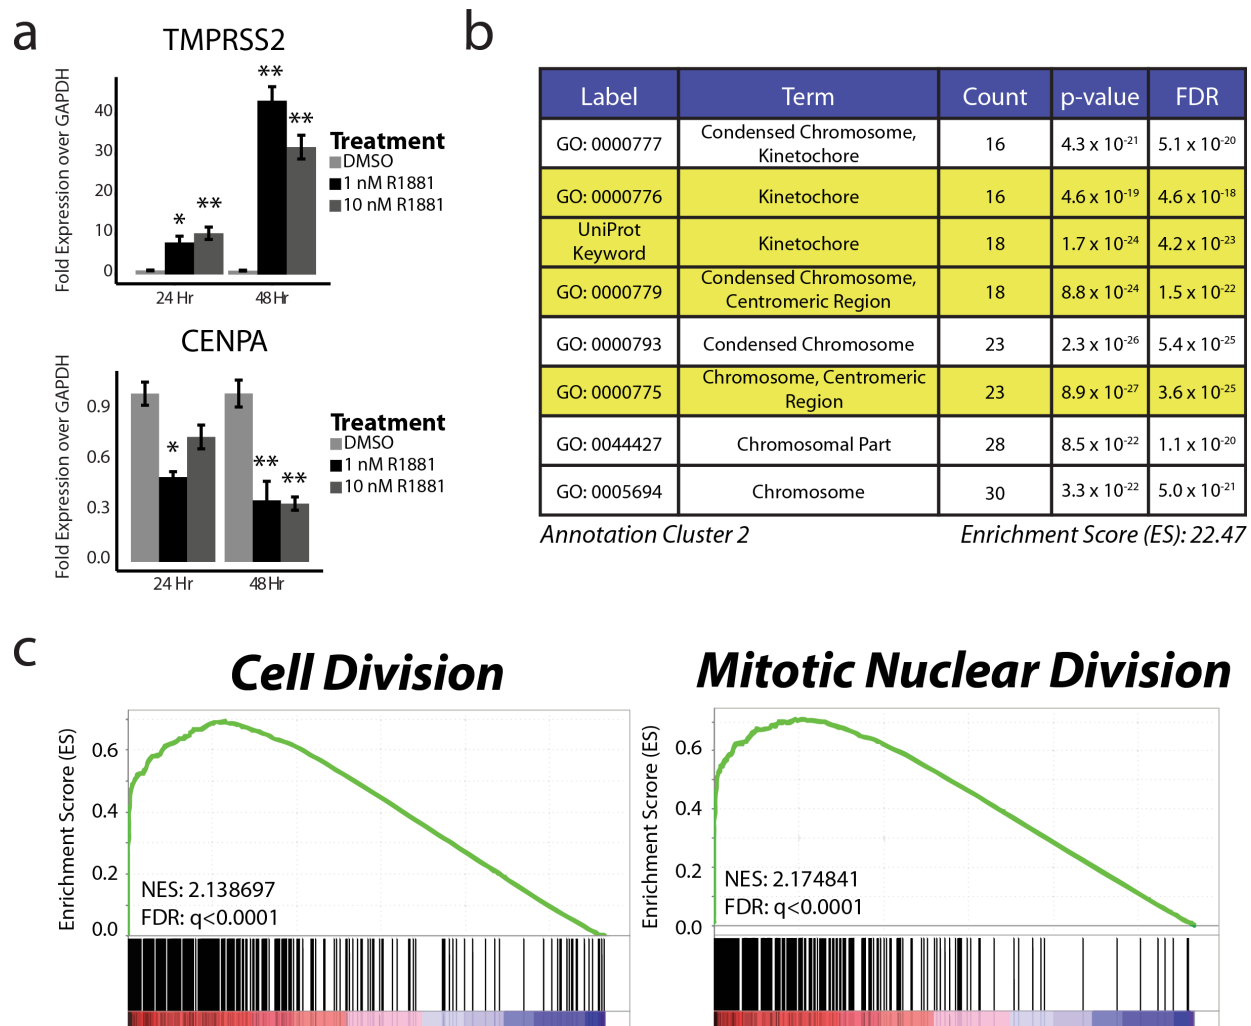 a
TMPRSS2
Fold Expression over GAPDH
40
30
20
10
0
*
**
**
**
24 Hr
48 Hr
Treatment
DMSO
1 nM R1881
10 nM R1881
CENPA
Fold Expression over GAPDH
0.9
0.6
0.3
0.0
*
**
**
24 Hr
48 Hr
Treatment
DMSO
1 nM R1881
10 nM R1881
b
Label Term Count p-value FDR
GO: 0000777 Condensed Chromosome, Kinetochore 16 4.3 x 10⁻²¹ 5.1 x 10⁻²⁰
GO: 0000776 Kinetochore 16 4.6 x 10⁻¹⁹ 4.6 x 10⁻¹⁸
UniProt Keyword Kinetochore 18 1.7 x 10⁻²⁴ 4.2 x 10⁻²³
GO: 0000779 Condensed Chromosome, Centromeric Region 18 8.8 x 10⁻²⁴ 1.5 x 10⁻²²
GO: 0000793 Condensed Chromosome 23 2.3 x 10⁻²⁶ 5.4 x 10⁻²⁵
GO: 0000775 Chromosome, Centromeric Region 23 8.9 x 10⁻²⁷ 3.6 x 10⁻²⁵
GO: 0044427 Chromosomal Part 28 8.5 x 10⁻²² 1.1 x 10⁻²⁰
GO: 0005694 Chromosome 30 3.3 x 10⁻²² 5.0 x 10⁻²¹
Annotation Cluster 2 Enrichment Score (ES): 22.47
c
Cell Division
Enrichment Scrore (ES)
0.6
0.4
0.2
0.0
NES: 2.138697
FDR: q<0.0001
Mitotic Nuclear Division
Enrichment Scrore (ES)
0.6
0.4
0.2
0.0
NES: 2.174841
FDR: q<0.0001